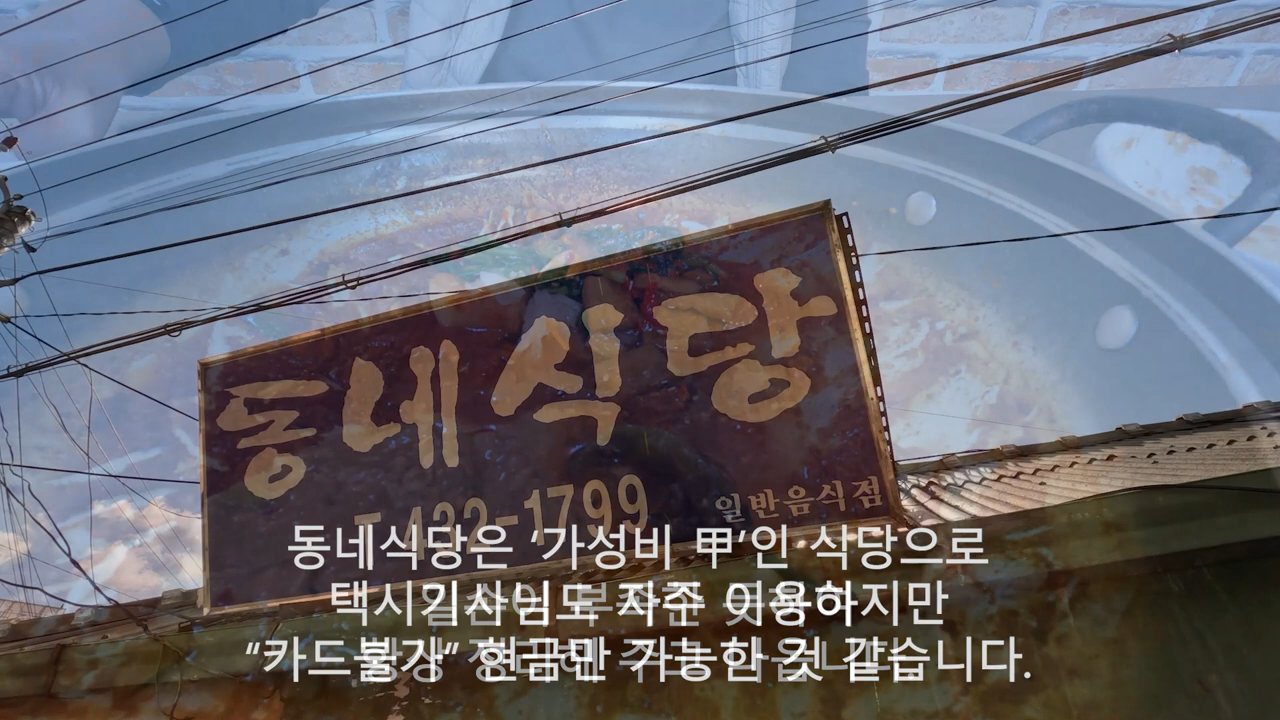 동네식당
T.432-1799
일반음식점
동네식당은 ‘가성비 甲’인 식당으로
택시기사님도 자주 이용하지만
“카드불가” 현금만 가능한 것 같습니다.